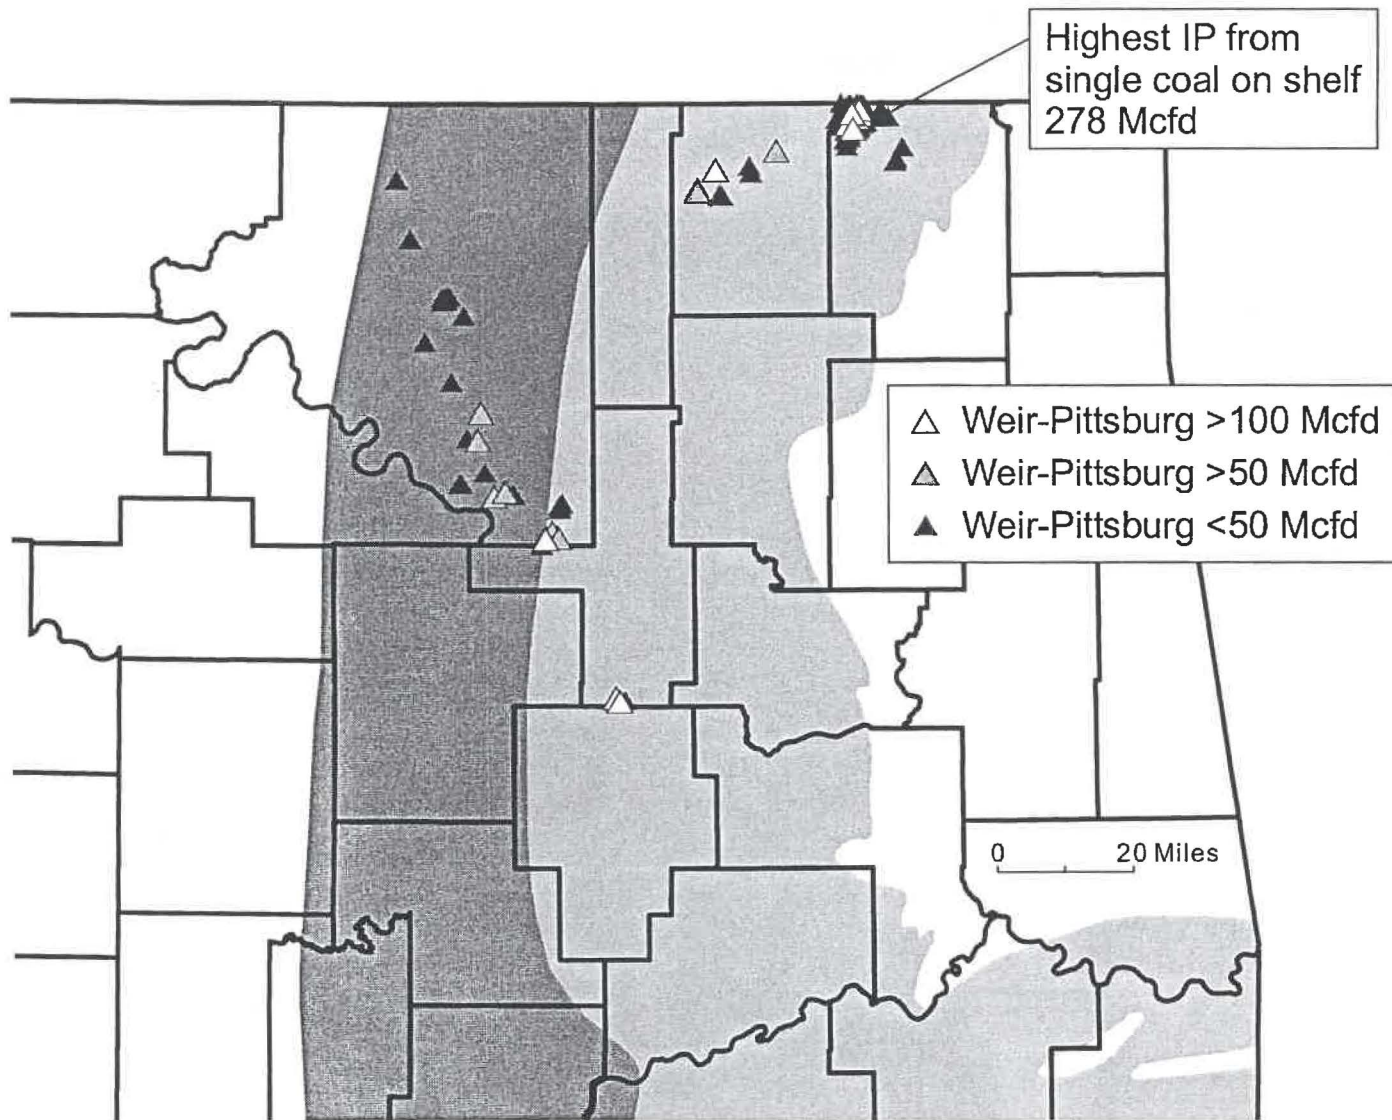 Highest IP from
single coal on shelf
278 Mcfd
Weir-Pittsburg >100 Mcfd
Weir-Pittsburg >50 Mcfd
Weir-Pittsburg <50 Mcfd
0 20 Miles